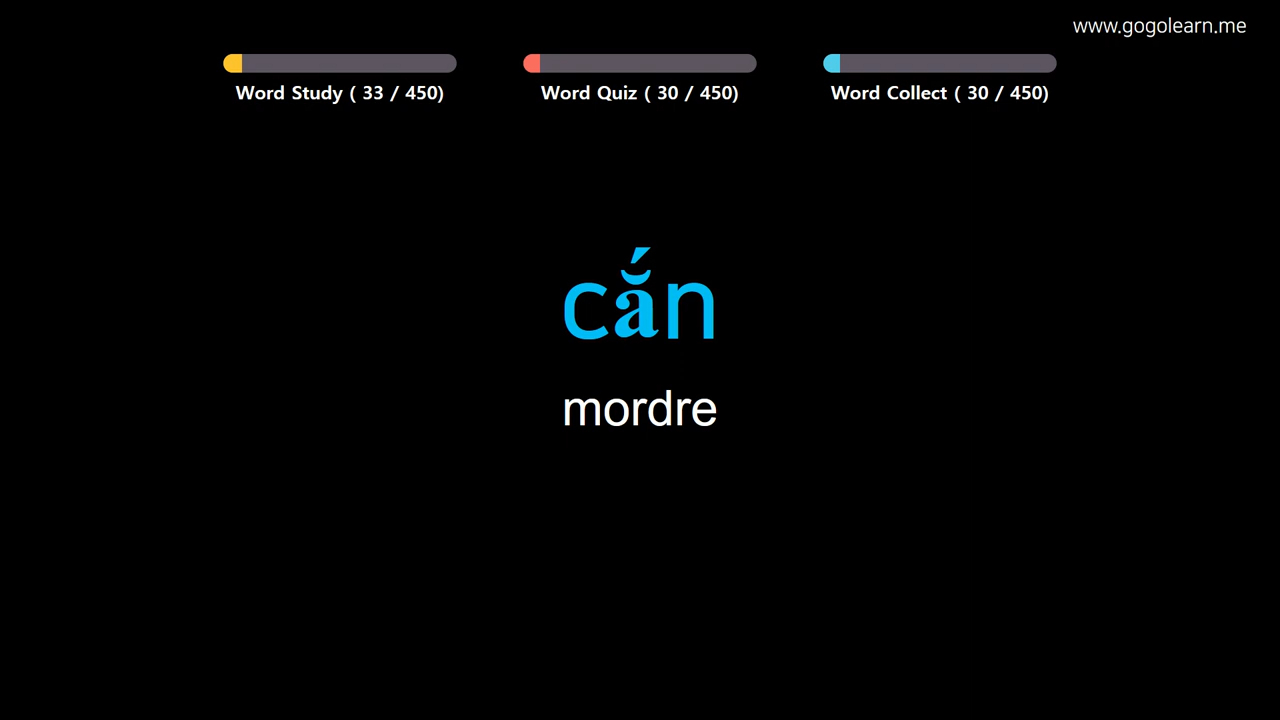 www.gogolearn.me
Word Study ( 33 / 450)
Word Quiz ( 30 / 450)
Word Collect ( 30 / 450)
cắn
mordre